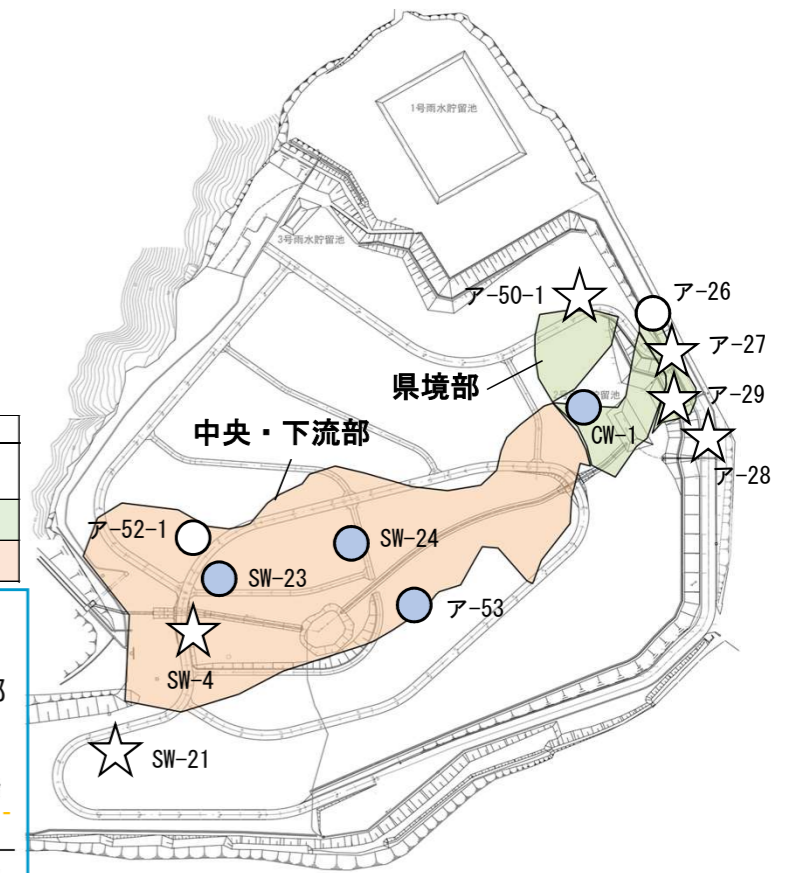 1号雨水貯留池
3号雨水貯留池
ア-50-1
ア-26
ア-27
県境部
ア-29
CW-1
中央・下流部
ア-28
ア-52-1
SW-24
SW-23
ア-53
SW-4
SW-21